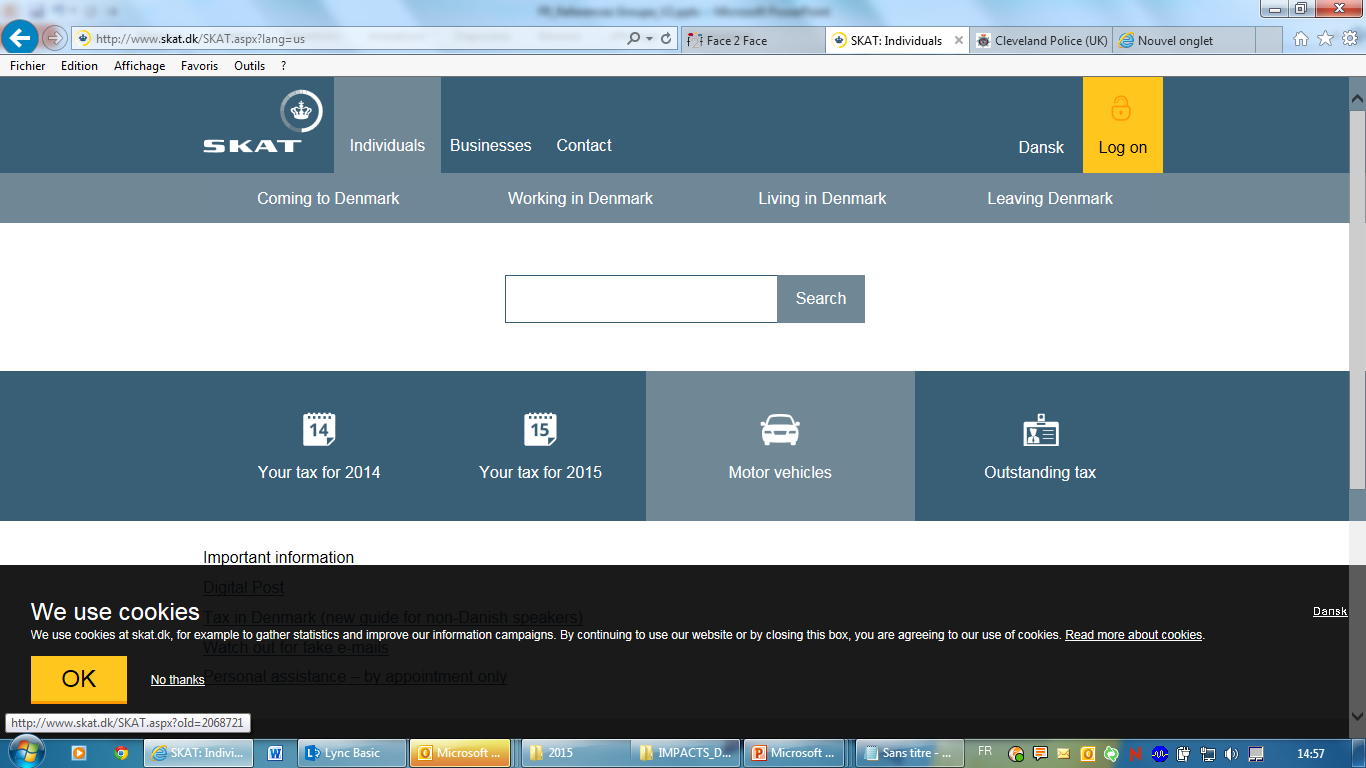 PR_References Groupe_V2.pptx - Microsoft PowerPoint
http://www.skat.dk/SKAT.aspx?lang=us
Face 2 Face
SKAT: Individuals
Cleveland Police (UK)
Nouvel onglet
Fichier Edition Affichage Favoris Outils ?
SKAT
Individuals Businesses Contact
Dansk
Log on
Coming to Denmark Working in Denmark Living in Denmark Leaving Denmark
Search
14 15
Your tax for 2014 Your tax for 2015 Motor vehicles Outstanding tax
Important information
Digital Post
We use cookies
Dansk
Tax in Denmark (new guide for non-Danish speakers)
We use cookies at skat.dk, for example to gather statistics and improve our information campaigns. By continuing to use our website or by closing this box, you are agreeing to our use of cookies. Read more about cookies.
Watch out for fake e-mails
OK
No thanks
Personal assistance – by appointment only
http://www.skat.dk/SKAT.aspx?oId=2068721
SKAT: Indivi... Lync Basic Microsoft ... 2015 IMPACTS_D... Microsoft ... Sans titre - ... FR 14:57